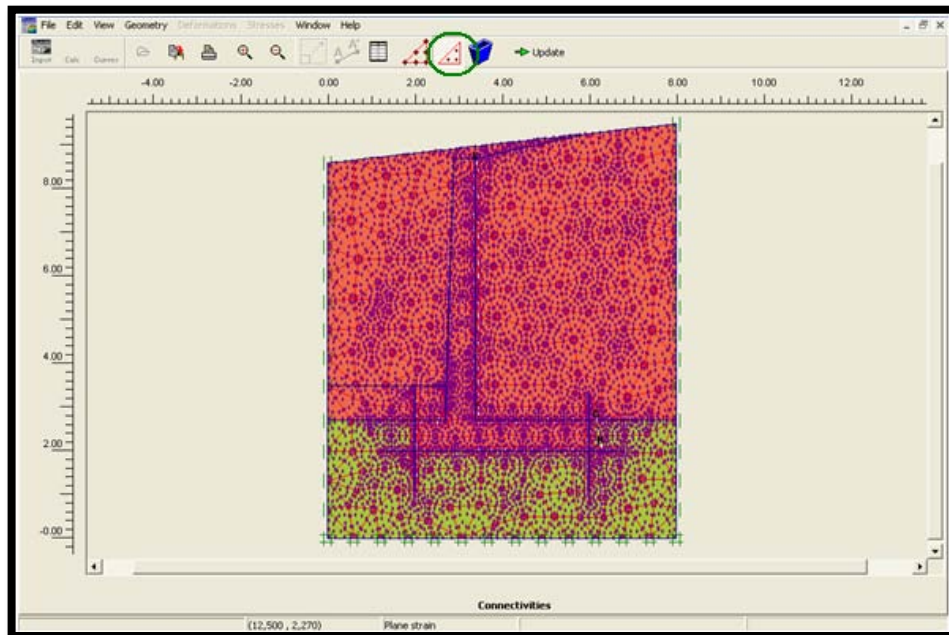 File Edit View Geometry Deformations Stresses Window Help
Input Calc Curves Update
-4.00 -2.00 0.00 2.00 4.00 6.00 8.00 10.00 12.00
8.00
6.00
4.00
2.00
-0.00
Connectivities
(12,500 , 2,270) Plane strain